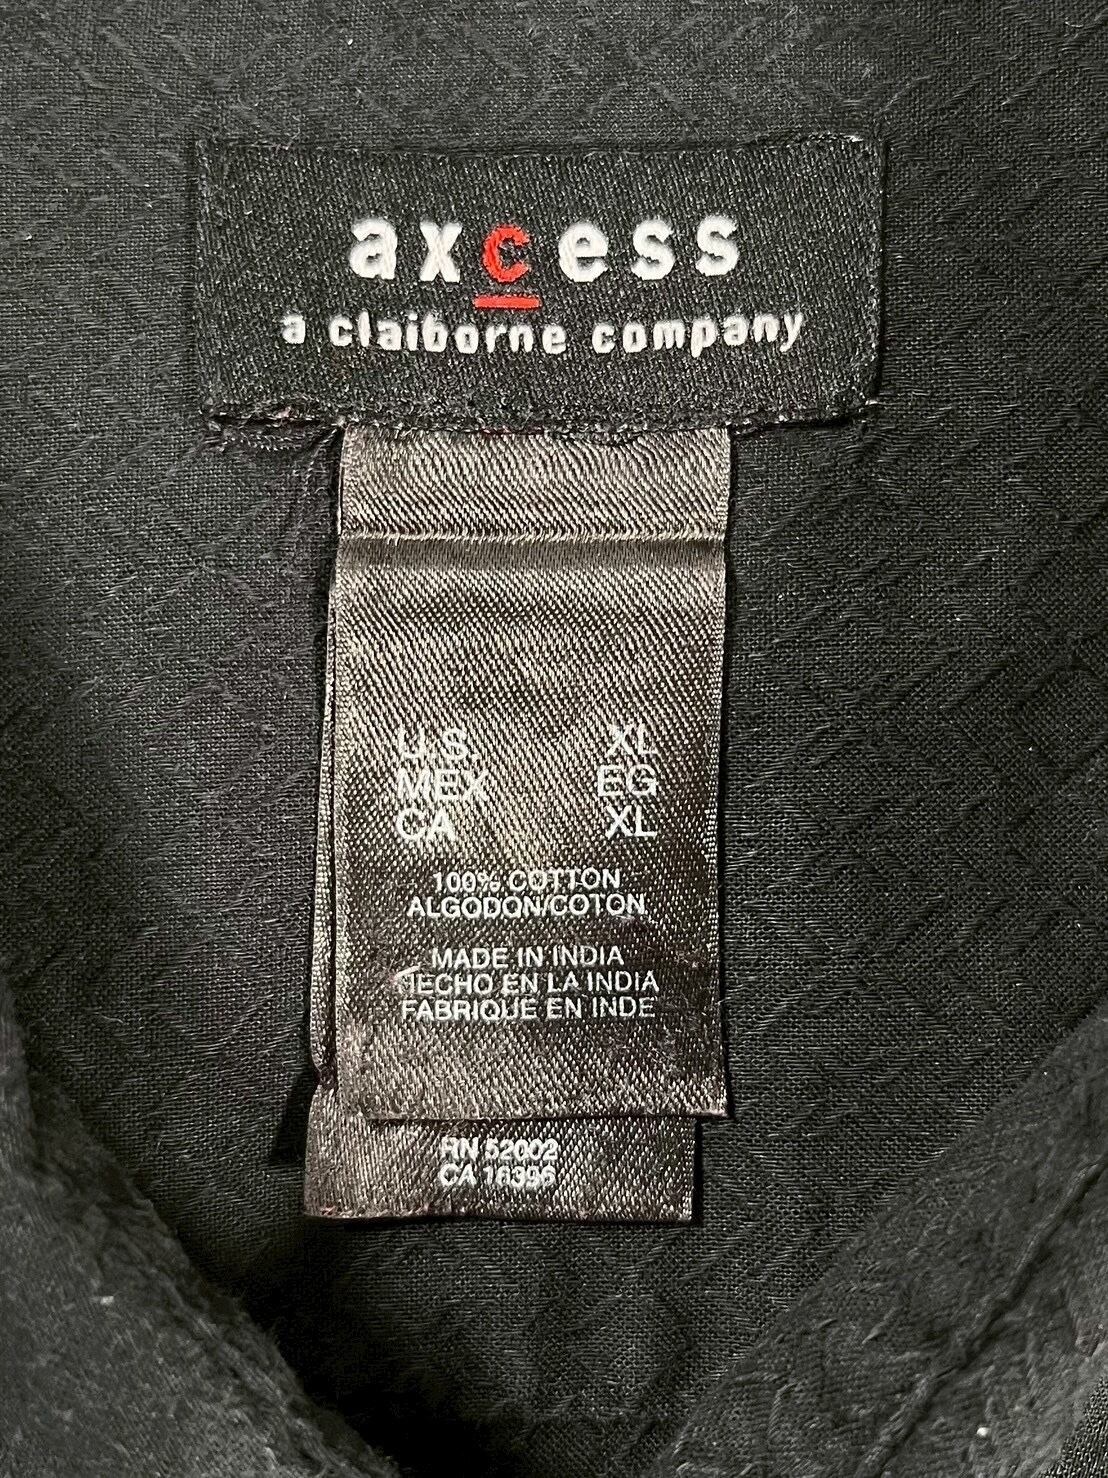 axcess
a claiborne company
U.S. XL
MEX EG
CA XL
100% COTTON
ALGODON/COTON
MADE IN INDIA
HECHO EN LA INDIA
FABRIQUE EN INDE
RN 52002
CA 18396